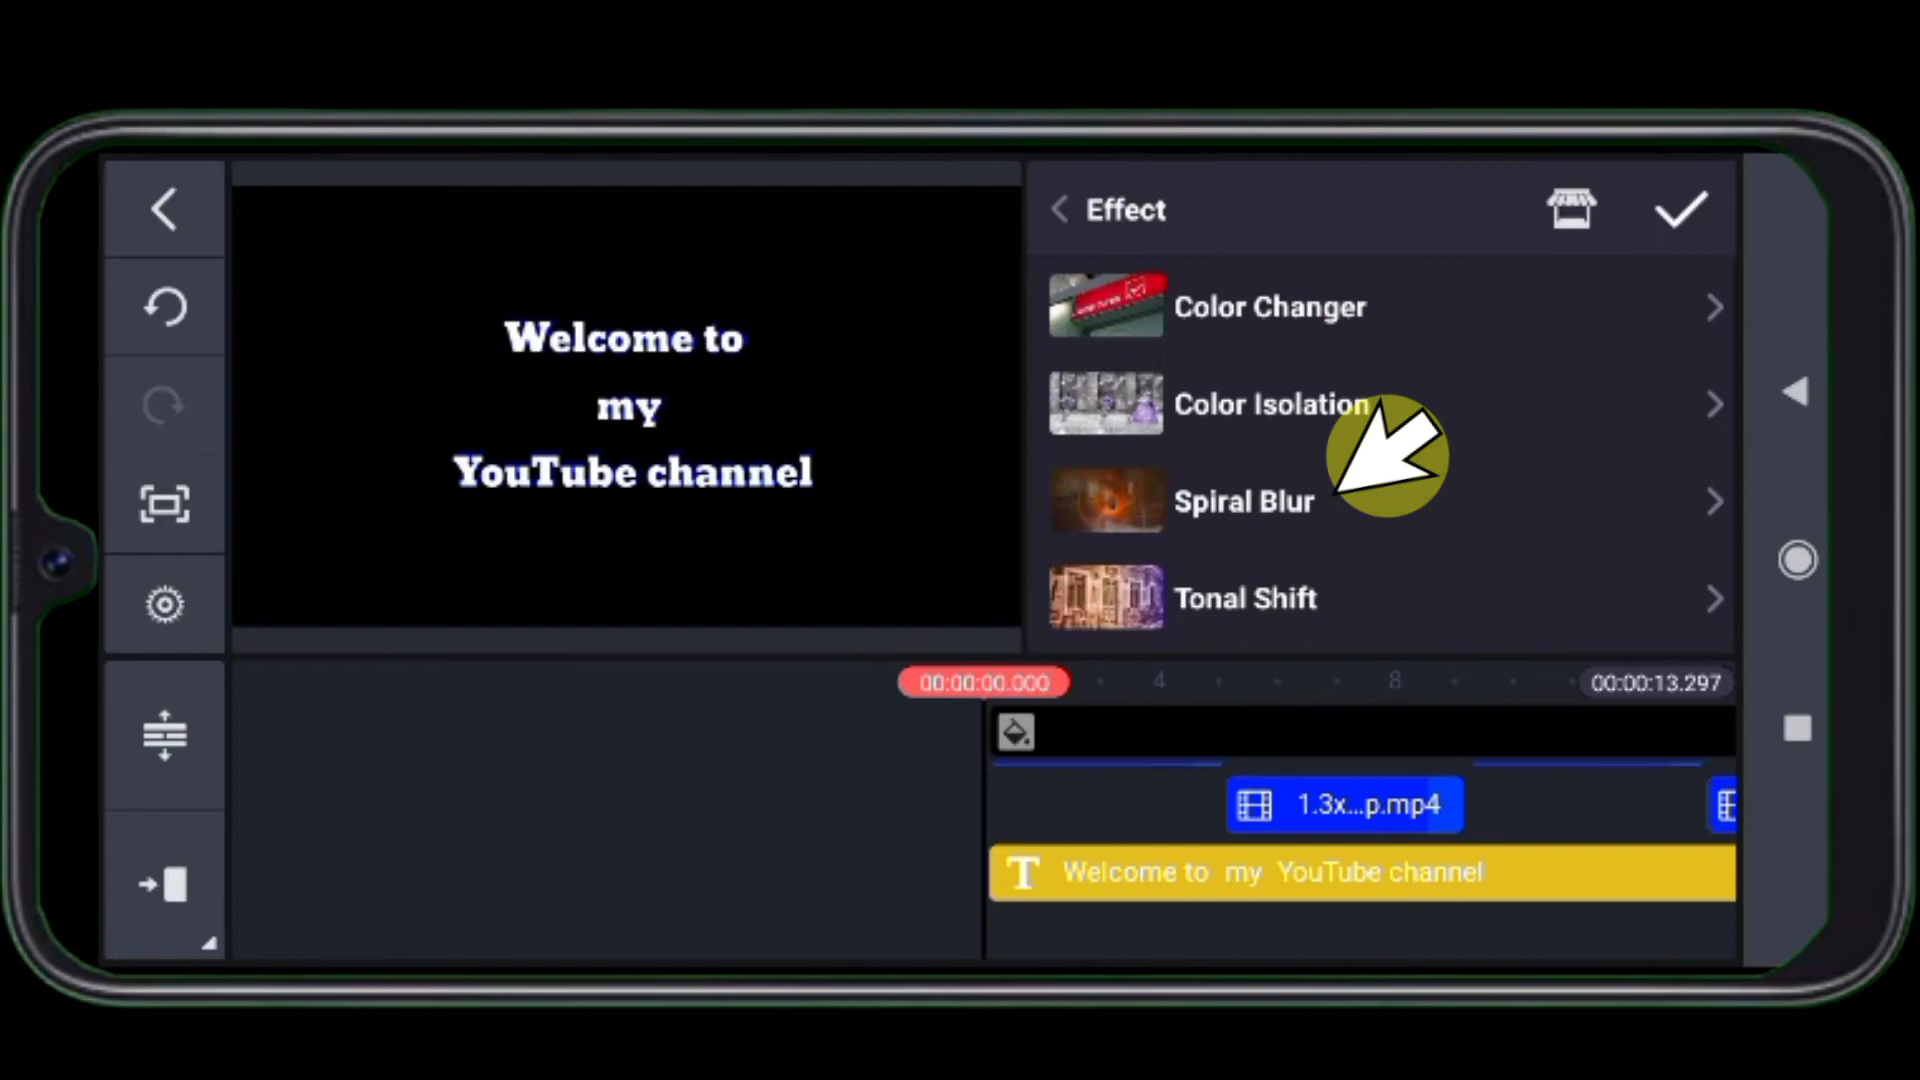 Effect
Welcome to
my
YouTube channel
Color Changer
Color Isolation
Spiral Blur
Tonal Shift
00:00:00.000
4
8
00:00:13.297
1.3x...p.mp4
T Welcome to my YouTube channel